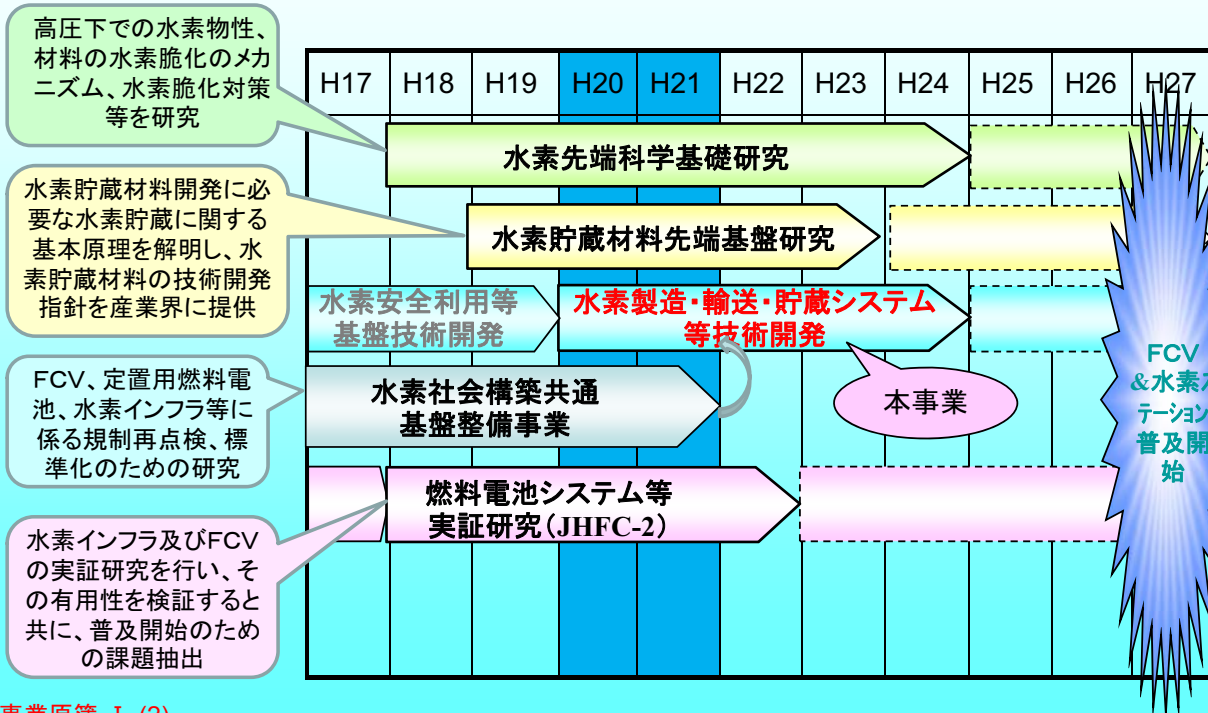 高圧下での水素物性、
材料の水素脆化のメカ
ニズム、水素脆化対策
等を研究
H17 H18 H19 H20 H21 H22 H23 H24 H25 H26 H27
水素先端科学基礎研究
水素貯蔵材料開発に必
要な水素貯蔵に関する
基本原理を解明し、水
素貯蔵材料の技術開発
指針を産業界に提供
水素貯蔵材料先端基盤研究
水素安全利用等
基盤技術開発
水素製造・輸送・貯蔵システム
等技術開発
本事業
FCV、定置用燃料電
池、水素インフラ等に
係る規制再点検、標
準化のための研究
水素社会構築共通
基盤整備事業
FCV
&水素ス
テーション
普及開
始
燃料電池システム等
実証研究(JHFC-2)
水素インフラ及びFCV
の実証研究を行い、そ
の有用性を検証すると
共に、普及開始のため
の課題抽出